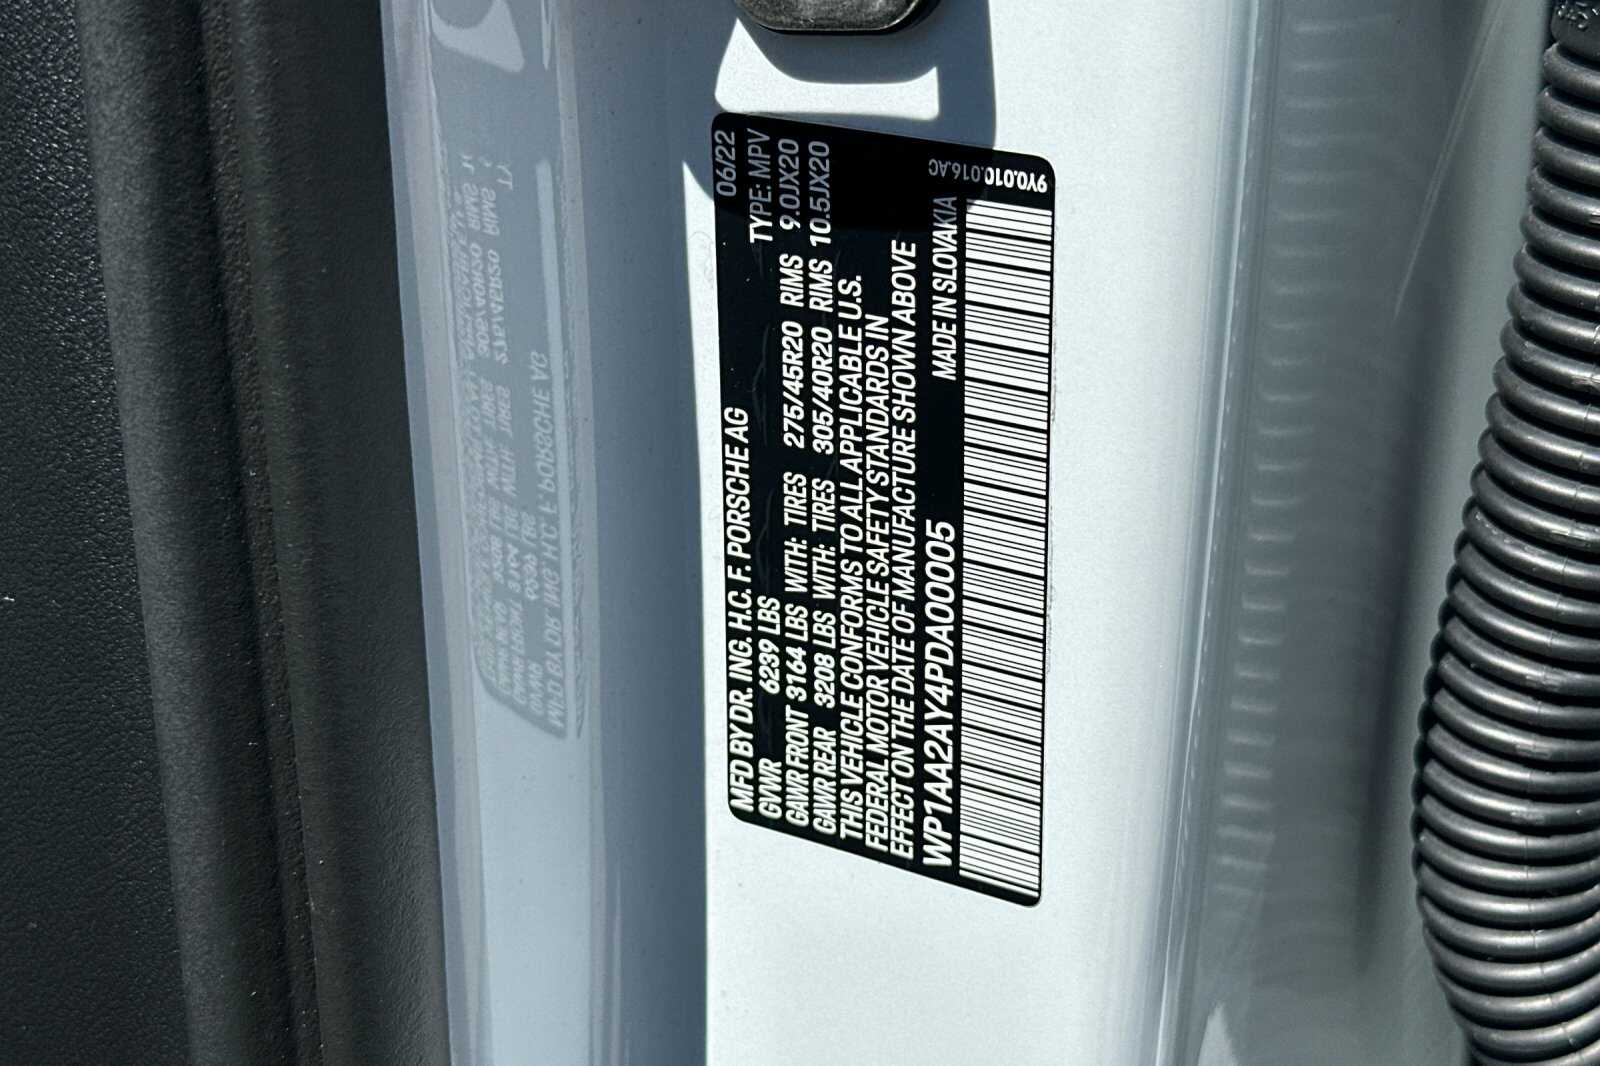 MFD BY DR. ING. H.C. F. PORSCHE AG 06/22
GVWR 6239 LBS TYPE: MPV
GAWR FRONT 3164 LBS WITH: TIRES 275/45R20 RIMS 9.0JX20
GAWR REAR 3208 LBS WITH: TIRES 305/40R20 RIMS 10.5JX20
THIS VEHICLE CONFORMS TO ALL APPLICABLE U.S.
FEDERAL MOTOR VEHICLE SAFETY STANDARDS IN
EFFECT ON THE DATE OF MANUFACTURE SHOWN ABOVE
WP1AA2AY4PDA00005 MADE IN SLOVAKIA
9Y0.010.016.AC